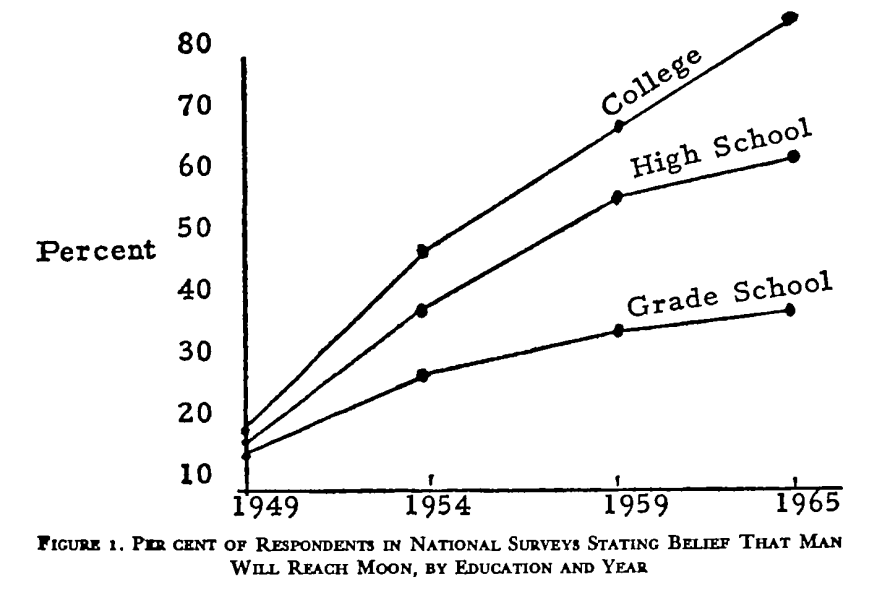 80
70
60
Percent 50
40
30
20
10
College
High School
Grade School
1949 1954 1959 1965
FIGURE 1. PER CENT OF RESPONDENTS IN NATIONAL SURVEYS STATING BELIEF THAT MAN
WILL REACH MOON, BY EDUCATION AND YEAR